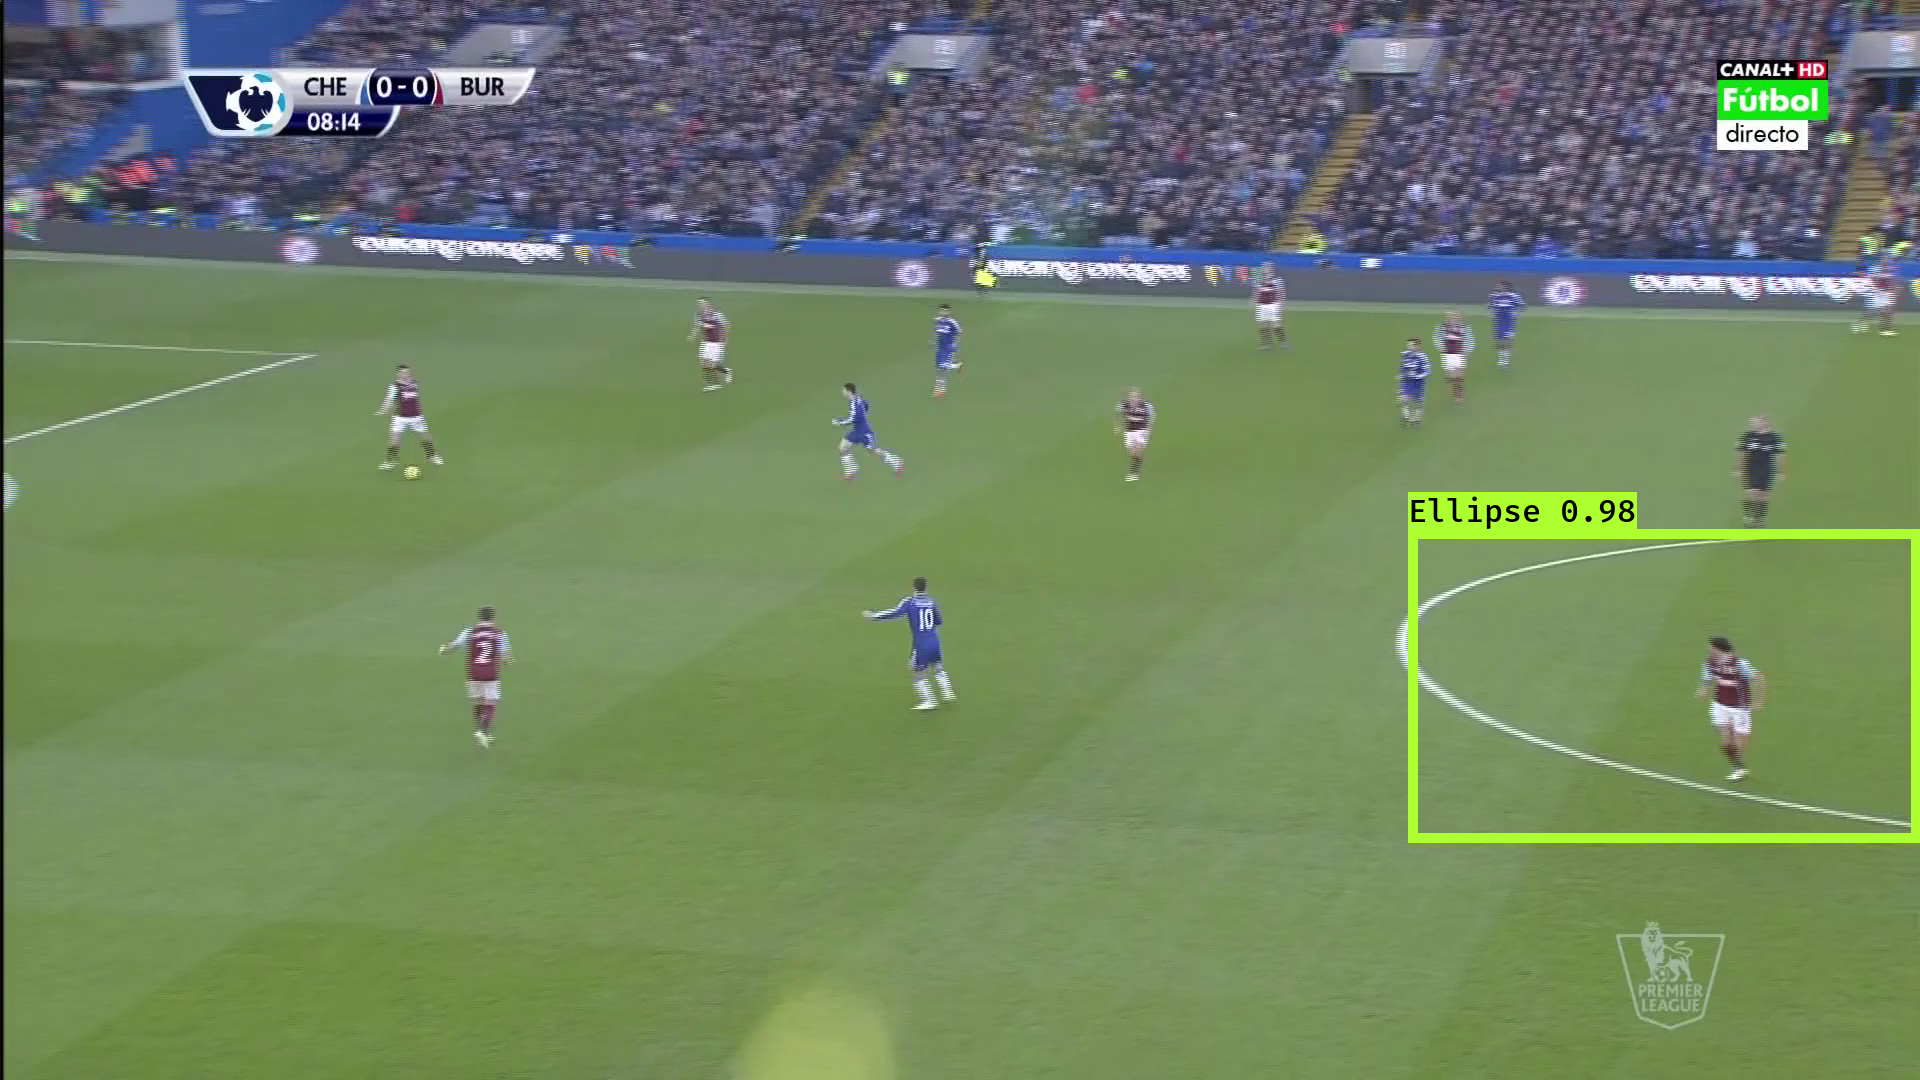 CHE 0-0 BUR
08:14
CANAL+ HD
Fútbol
directo
Ellipse 0.98
10
2
PREMIER
LEAGUE